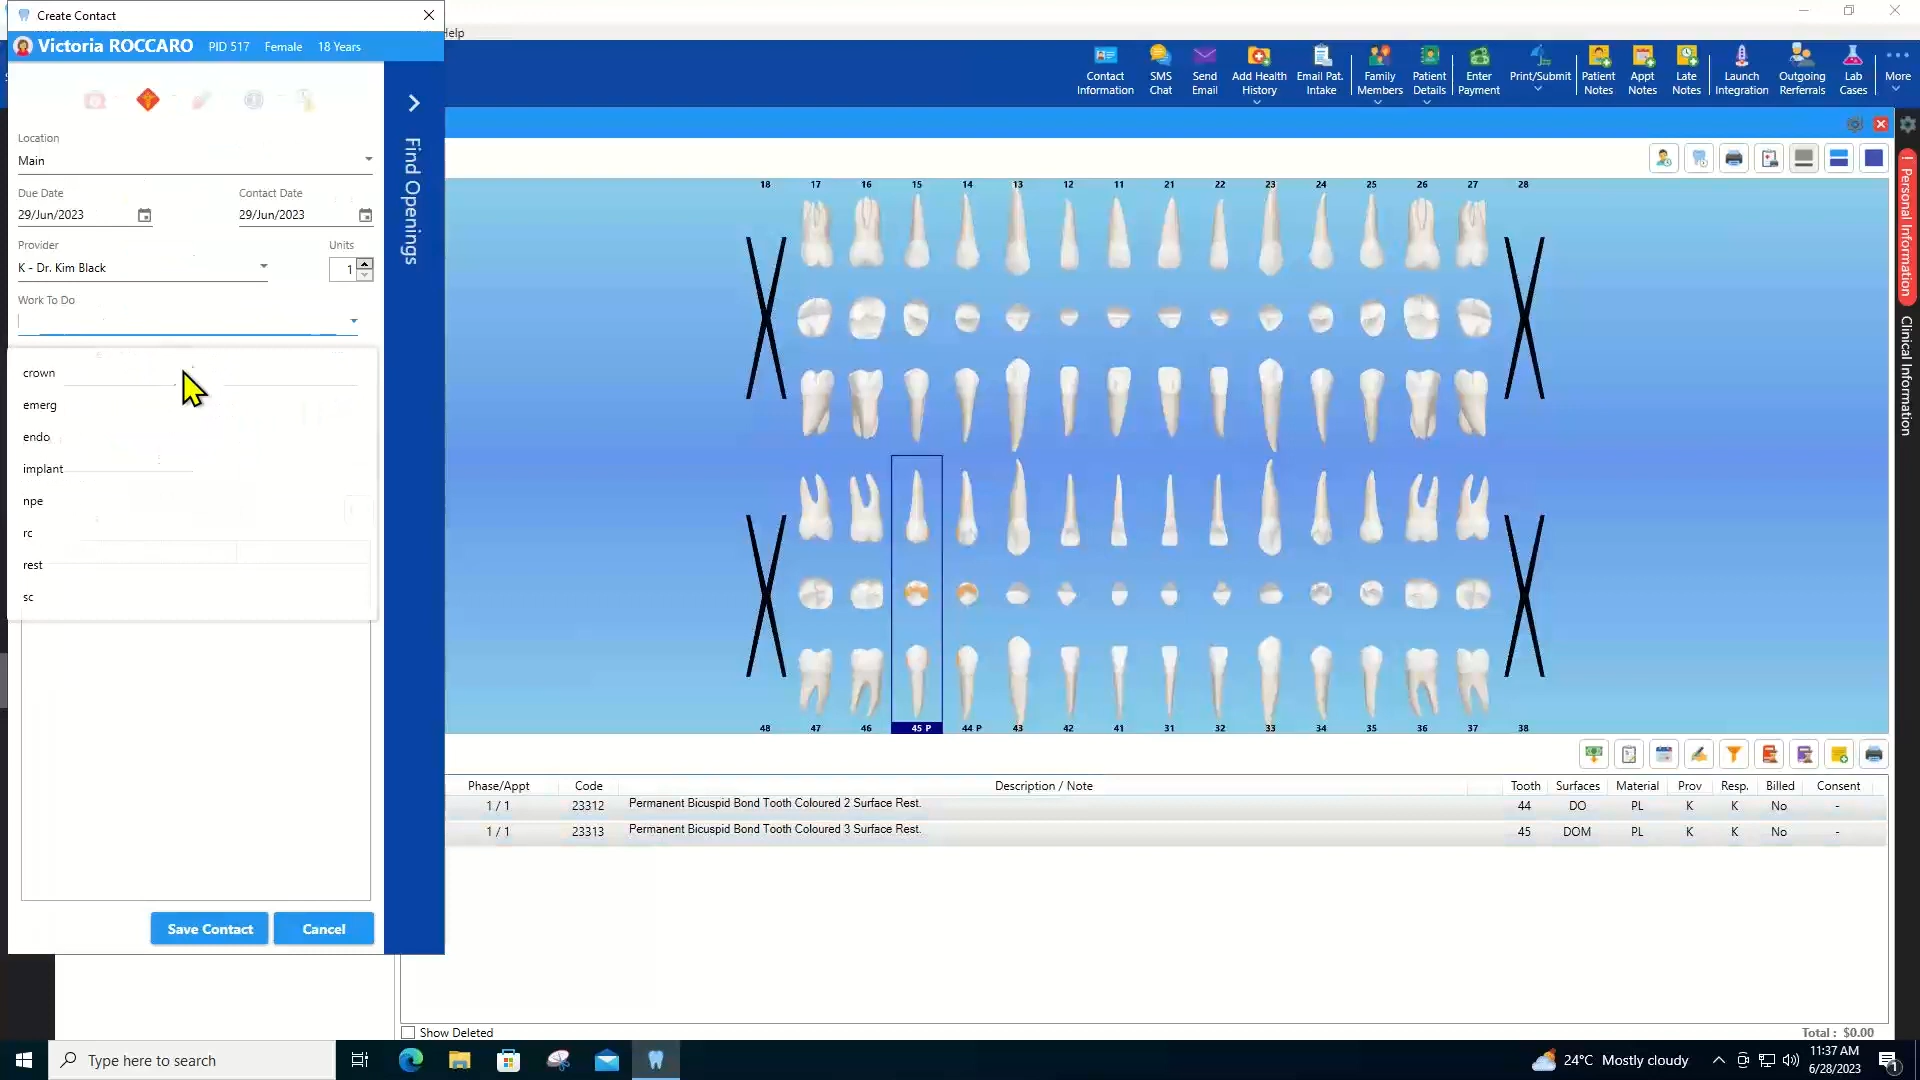 Create Contact
Help
Victoria ROCCARO PID 517 Female 18 Years
Contact Information
SMS Chat
Send Email
Add Health History
Email Pat. Intake
Family Members
Patient Details
Enter Payment
Print/Submit
Patient Notes
Appt Notes
Late Notes
Launch Integration
Outgoing Rerferrals
Lab Cases
More
Location
Main
Due Date Contact Date
29/Jun/2023 29/Jun/2023
Provider Units
K - Dr. Kim Black 1
Work To Do
crown
emerg
endo
implant
npe
rc
rest
sc
Save Contact Cancel
Find Openings
18 17 16 15 14 13 12 11 21 22 23 24 25 26 27 28
48 47 46 45 P 44 P 43 42 41 31 32 33 34 35 36 37 38
! Personal Information
Clinical Information
Phase/Appt Code Description / Note Tooth Surfaces Material Prov Resp. Billed Consent
1 / 1 23312 Permanent Bicuspid Bond Tooth Coloured 2 Surface Rest. 44 DO PL K K No -
1 / 1 23313 Permanent Bicuspid Bond Tooth Coloured 3 Surface Rest. 45 DOM PL K K No -
Show Deleted Total : $0.00
Type here to search
24°C Mostly cloudy
11:37 AM
6/28/2023
1